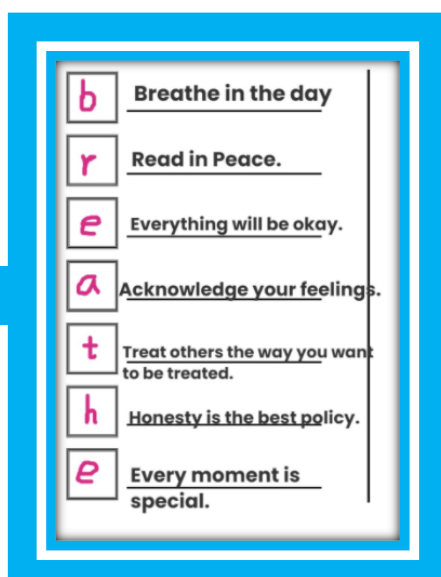 b Breathe in the day
r Read in Peace.
e Everything will be okay.
a Acknowledge your feelings.
t Treat others the way you want
to be treated.
h Honesty is the best policy.
e Every moment is
special.